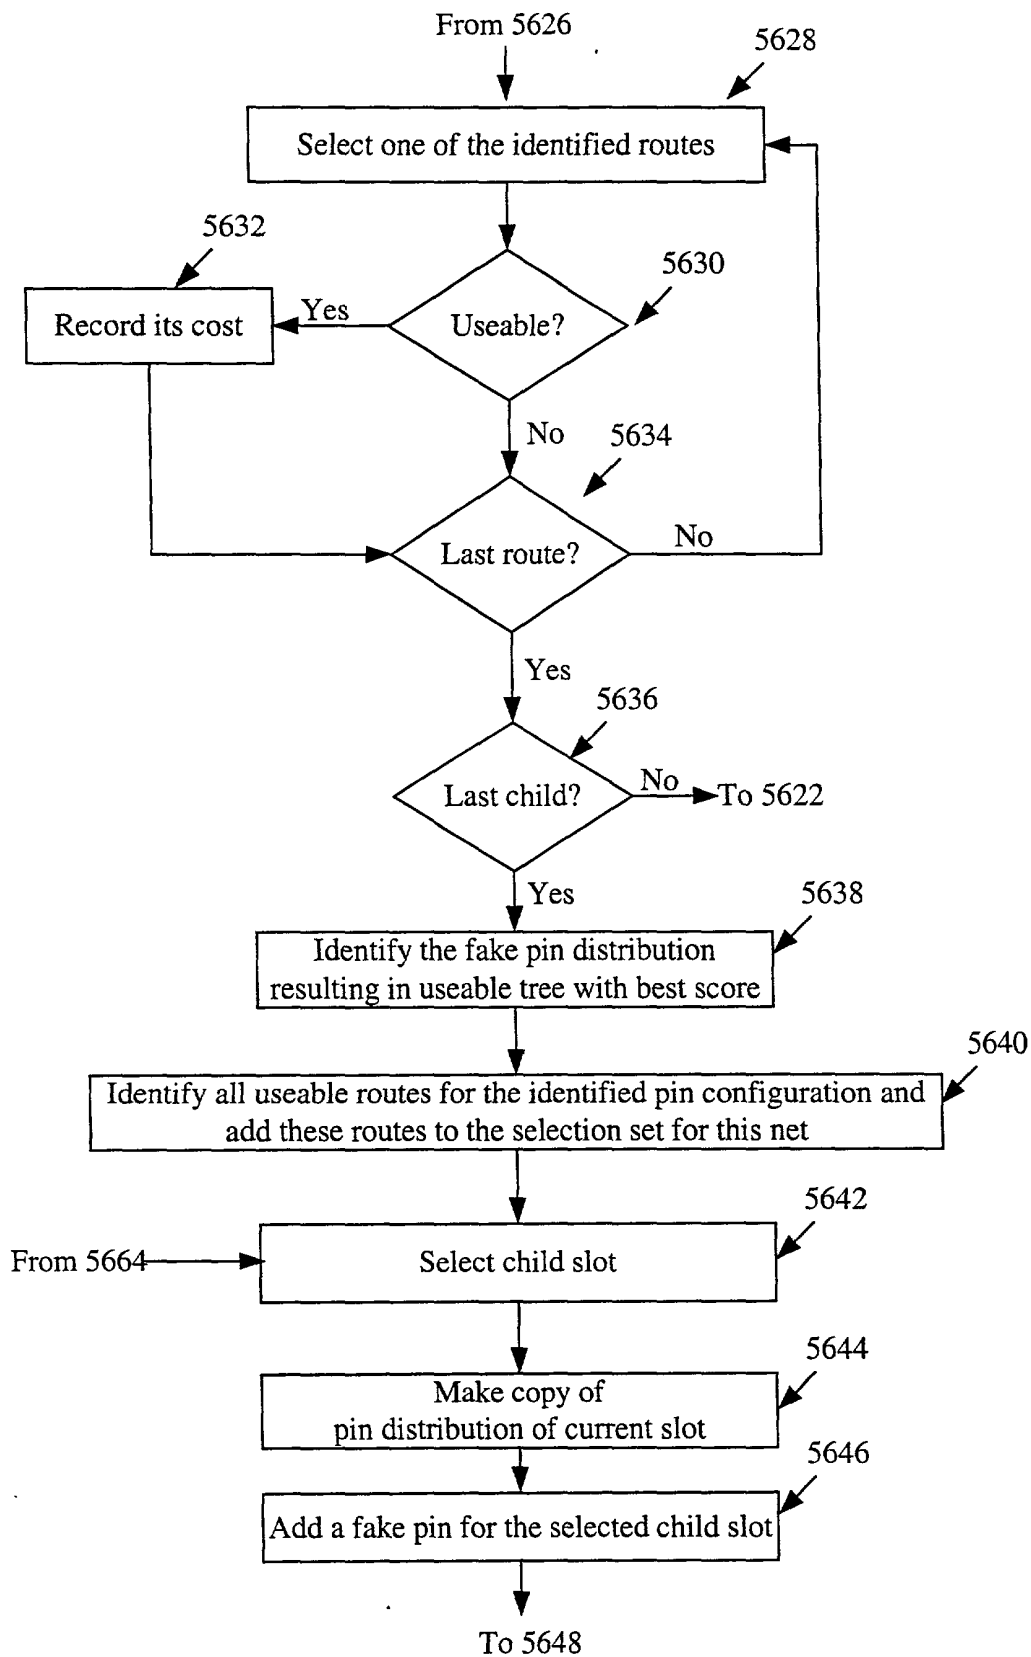 From 5626
5628
Select one of the identified routes
5632
5630
Record its cost
Yes
Useable?
No
5634
Last route?
No
Yes
5636
Last child?
No
To 5622
Yes
5638
Identify the fake pin distribution
resulting in useable tree with best score
5640
Identify all useable routes for the identified pin configuration and
add these routes to the selection set for this net
5642
From 5664
Select child slot
5644
Make copy of
pin distribution of current slot
5646
Add a fake pin for the selected child slot
To 5648